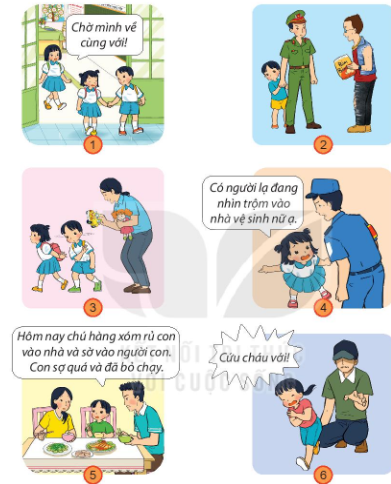 Chờ mình về
cùng với!
1
2
3
Có người lạ đang
nhìn trộm vào
nhà vệ sinh nữ ạ.
4
Hôm nay chú hàng xóm rủ con
vào nhà và sờ vào người con.
Con sợ quá và đã bỏ chạy.
5
Cứu cháu với!
6